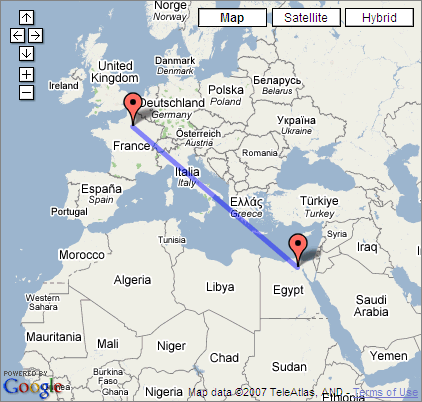 Norge
Norway
Map
Satellite
Hybrid
United
Kingdom
Danmark
Denmark
Ireland
Deutschland
Germany
Polska
Poland
Беларусь
Belarus
Україна
Ukraine
France
Österreich
Austria
Romania
Italia
Italy
España
Spain
Portugal
Ελλάς
Greece
Türkiye
Turkey
Syria
Iraq
Tunisia
Morocco
Algeria
Libya
Egypt
Western
Sahara
Saudi
Arabia
Mauritania
Mali
Niger
Chad
Sudan
Yemen
Burkina
Faso
Nigeria
Ethiopia
POWERED BY
Google
Map data ©2007 TeleAtlas, AND - Terms of Use